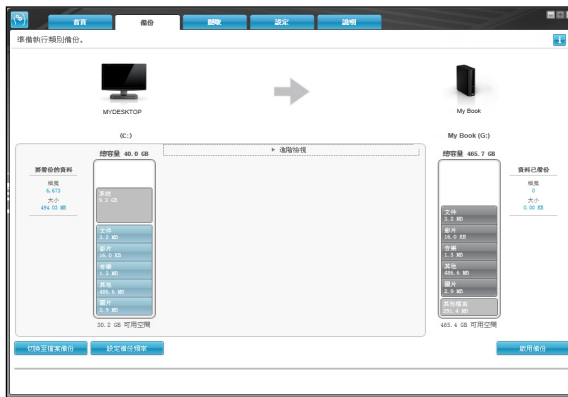 首頁 備份 擷取 設定 說明
準備執行類別備份。
MYDESKTOP
My Book
(C:)
My Book (G:)
總容量 40.0 GB
▶ 進階檢視
總容量 465.7 GB
要備份的資料
檔案
6,673
大小
494.03 MB
系統
9.2 GB
文件
3.2 MB
影片
16.0 KB
音樂
1.3 MB
其他
486.6 MB
圖片
2.9 MB
30.2 GB 可用空間
資料已備份
檔案
0
大小
0.00 KB
文件
3.2 MB
影片
16.0 KB
音樂
1.3 MB
其他
486.6 MB
圖片
2.9 MB
其他檔案
291.4 MB
465.4 GB 可用空間
切換至檔案備份
設定備份頻率
啟用備份